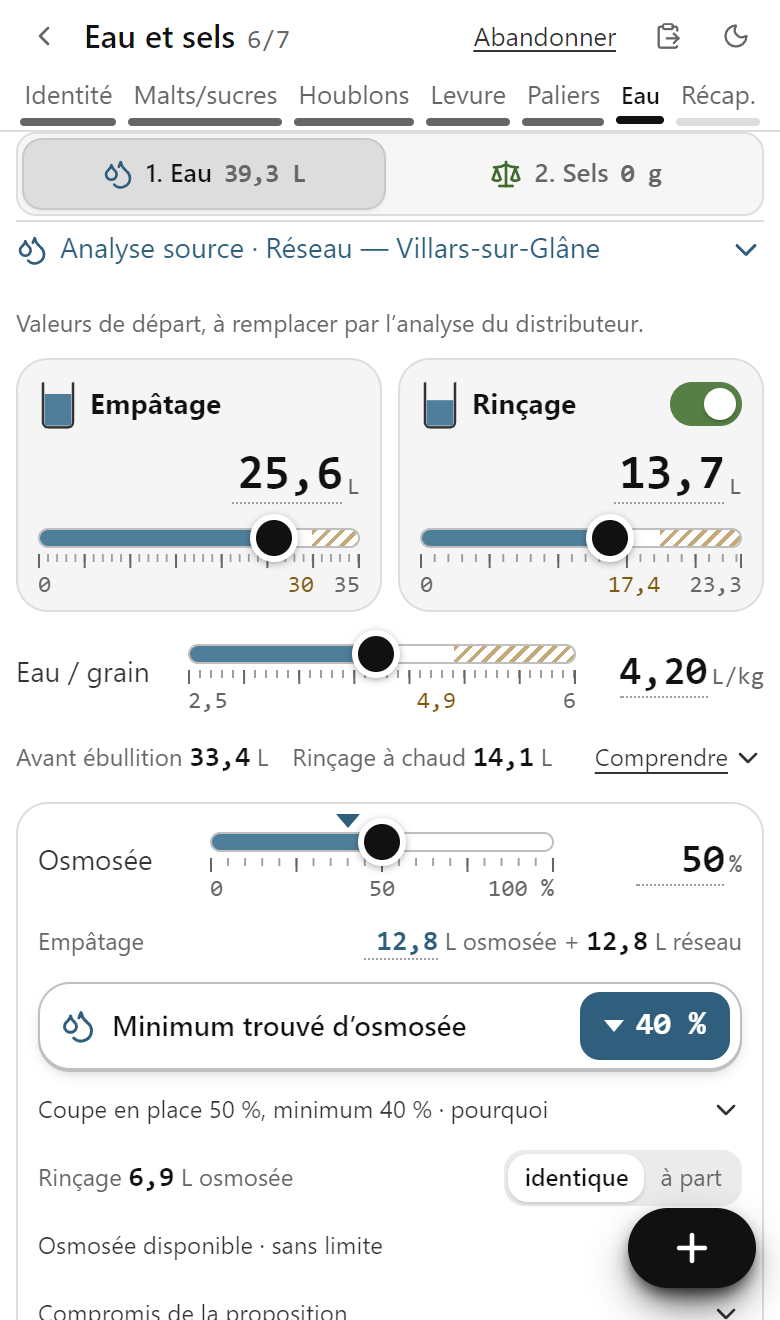 Eau et sels 6/7 Abandonner
Identité Malts/sucres Houblons Levure Paliers Eau Récap.
1. Eau 39,3 L 2. Sels 0 g
Analyse source · Réseau — Villars-sur-Glâne
Valeurs de départ, à remplacer par l’analyse du distributeur.
Empâtage Rinçage
25,6 L 13,7 L
0 30 35 0 17,4 23,3
Eau / grain 4,20 L/kg
2,5 4,9 6
Avant ébullition 33,4 L Rinçage à chaud 14,1 L Comprendre
Osmosée 50 %
0 50 100 %
Empâtage 12,8 L osmosée + 12,8 L réseau
Minimum trouvé d’osmosée 40 %
Coupe en place 50 %, minimum 40 % · pourquoi
Rinçage 6,9 L osmosée identique à part
Osmosée disponible · sans limite
Compromis de la proposition